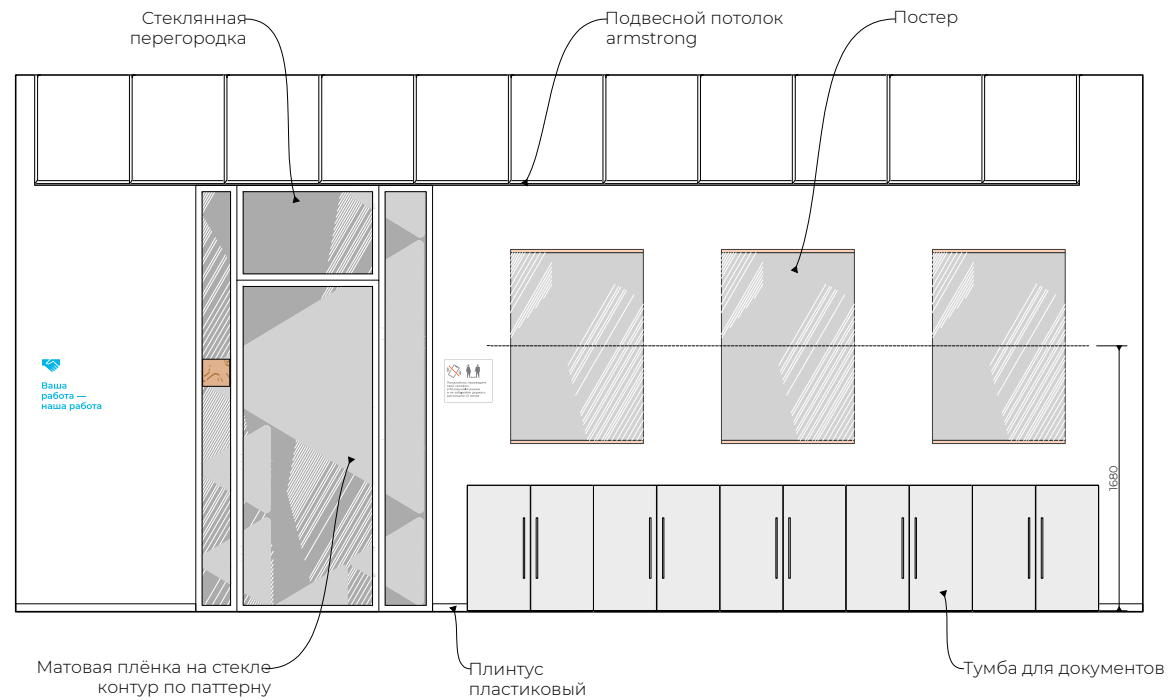 Стеклянная
перегородка
Подвесной потолок
armstrong
Постер
Ваша
работа —
наша работа
1680
Матовая плёнка на стекле
контур по паттерну
Плинтус
пластиковый
Тумба для документов